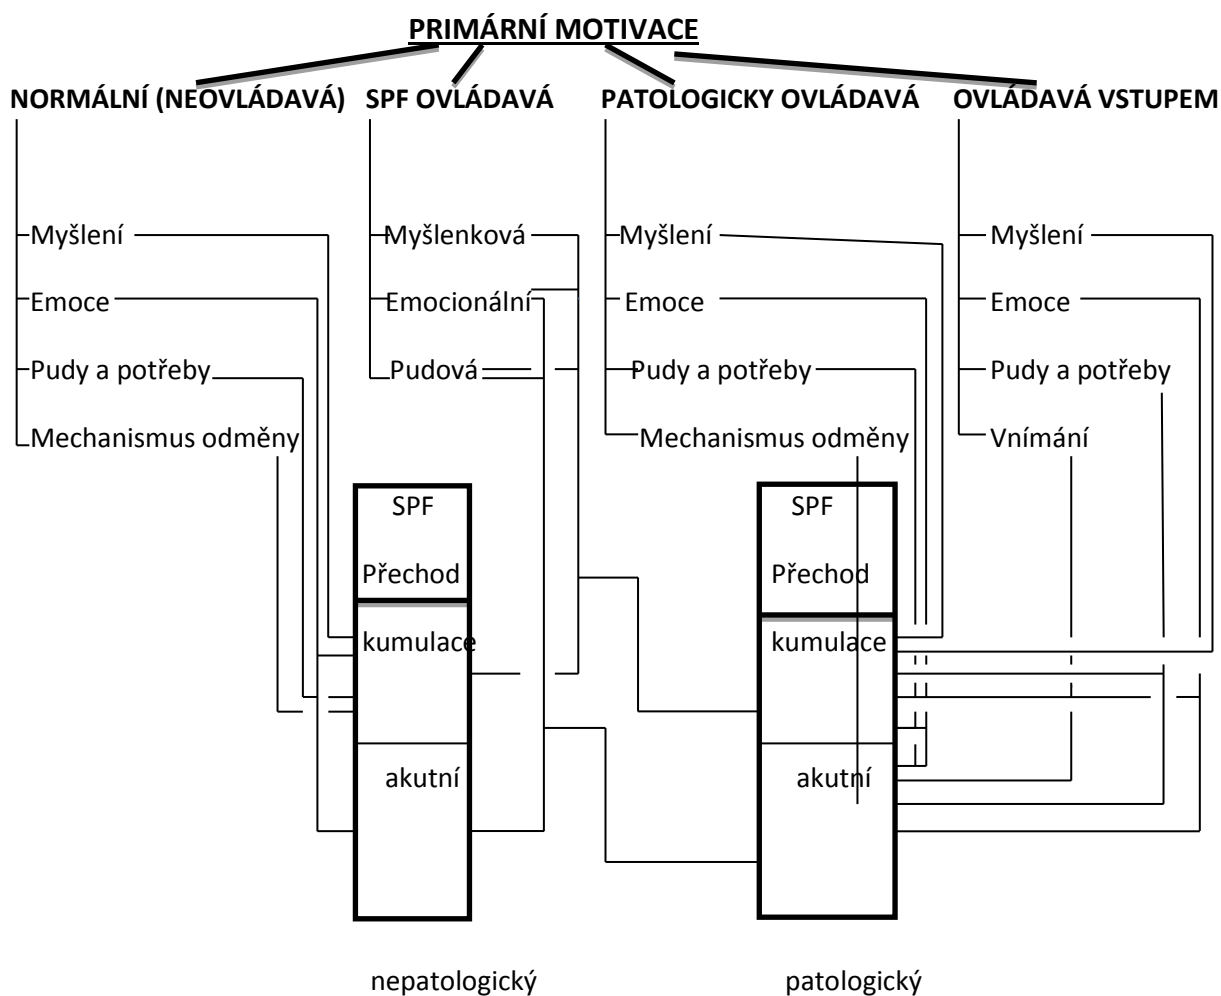 PRIMÁRNÍ MOTIVACE
NORMÁLNÍ (NEOVLÁDAVÁ) SPF OVLÁDAVÁ PATOLOGICKY OVLÁDAVÁ OVLÁDAVÁ VSTUPEM
Myšlení Myšlenková Myšlení Myšlení
Emoce Emocionální Emoce Emoce
Pudy a potřeby Pudová Pudy a potřeby Pudy a potřeby
Mechanismus odměny Mechanismus odměny Vnímání
SPF SPF
Přechod Přechod
kumulace kumulace
akutní akutní
nepatologický patologický